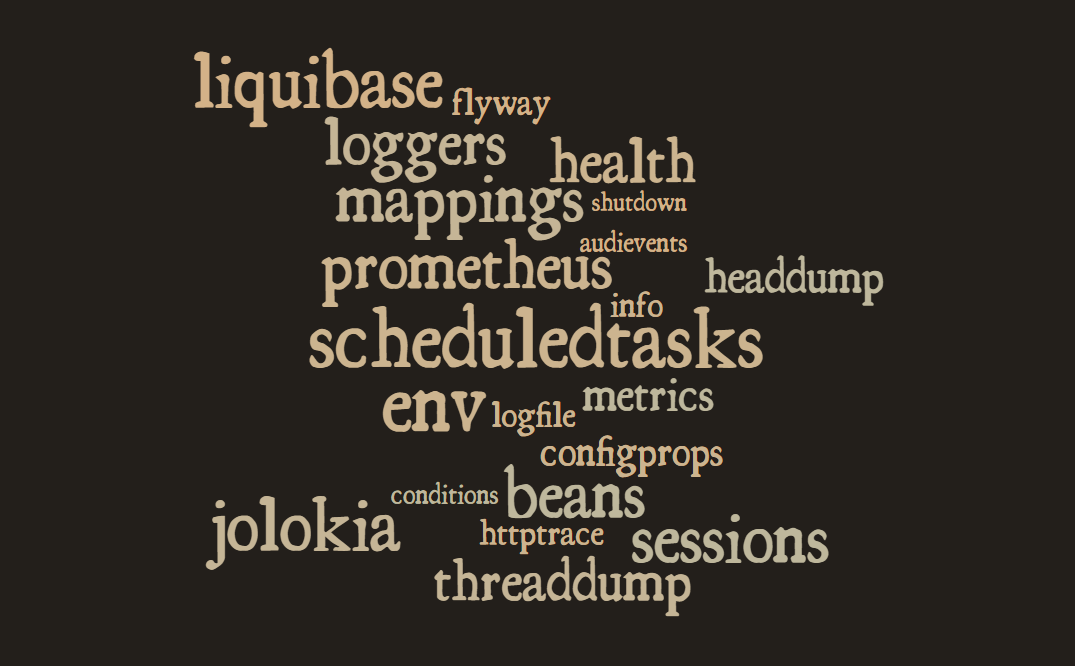 liquibase flyway
loggers health
mappings shutdown
audievents
prometheus headdump
info
scheduledtasks
env logfile metrics
configprops
conditions beans
jolokia httptrace sessions
threaddump